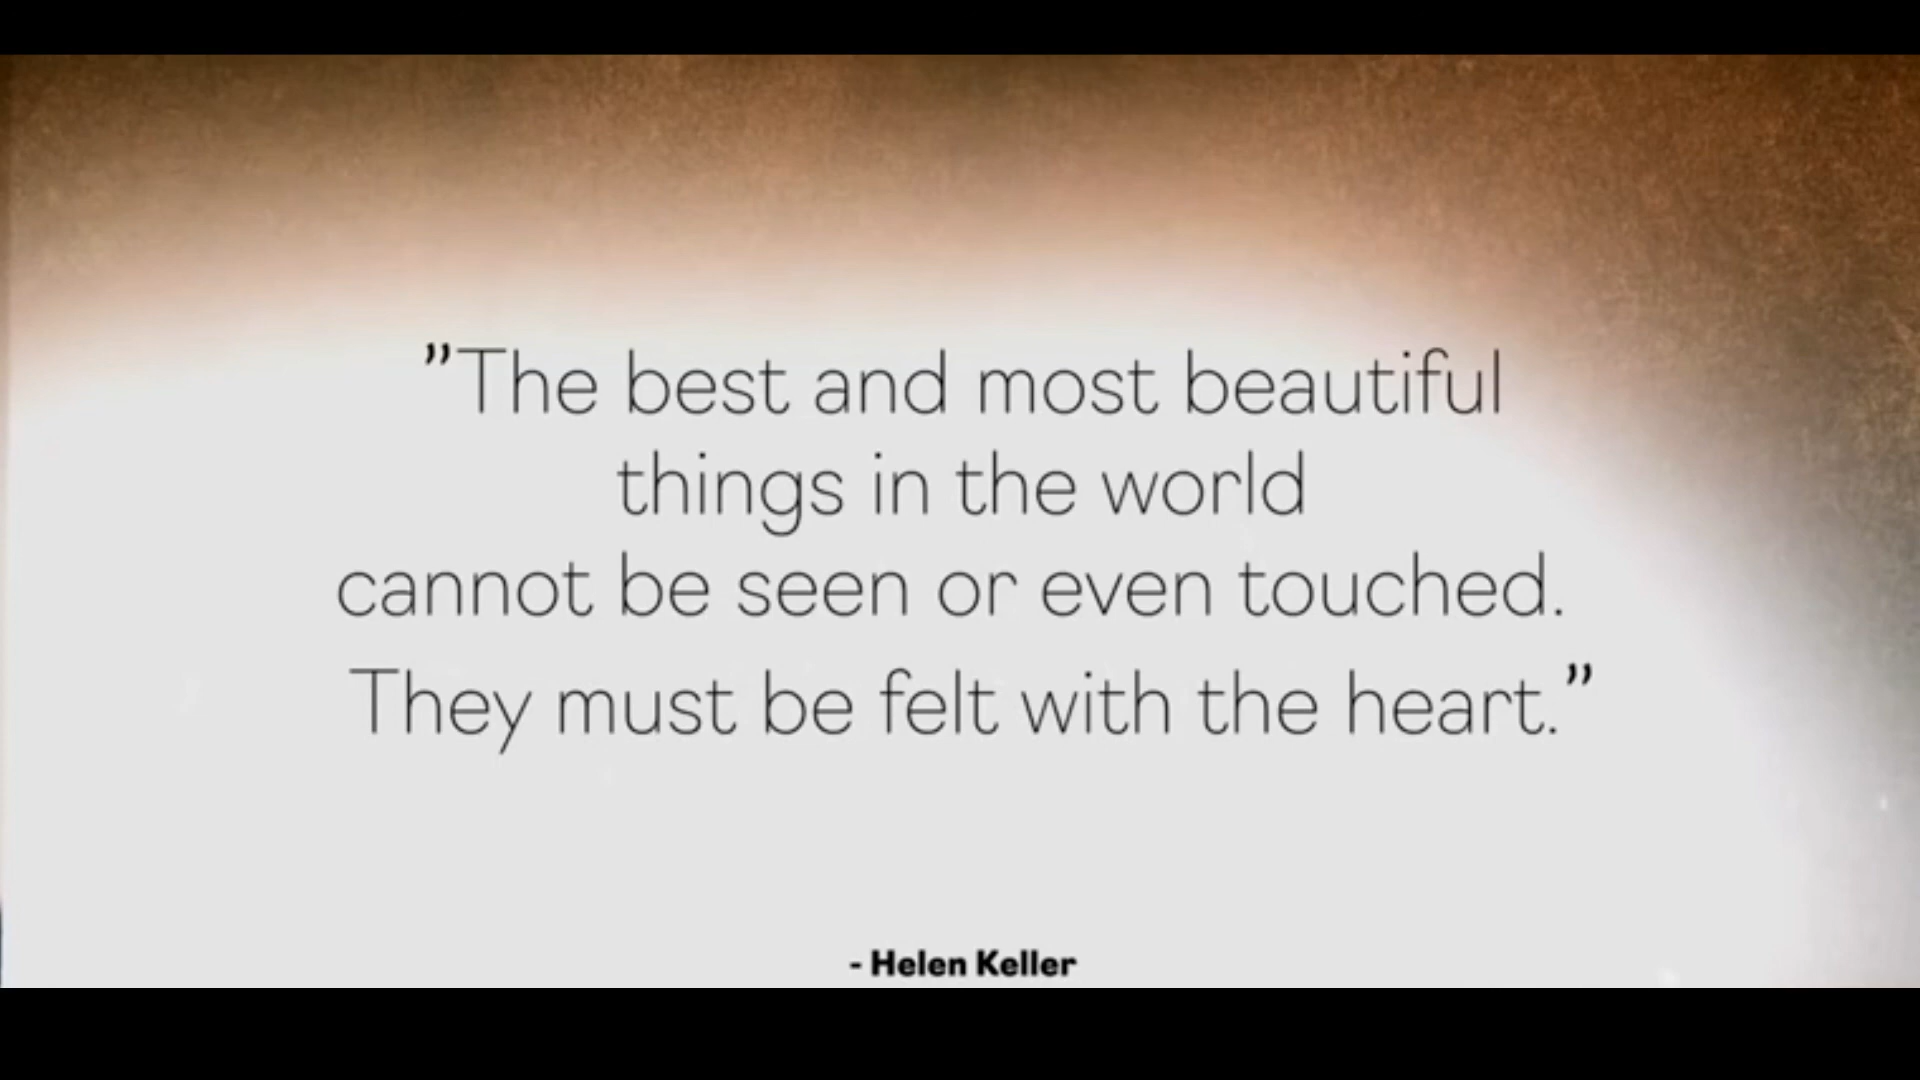 ”The best and most beautiful
things in the world
cannot be seen or even touched.
They must be felt with the heart.”
- Helen Keller